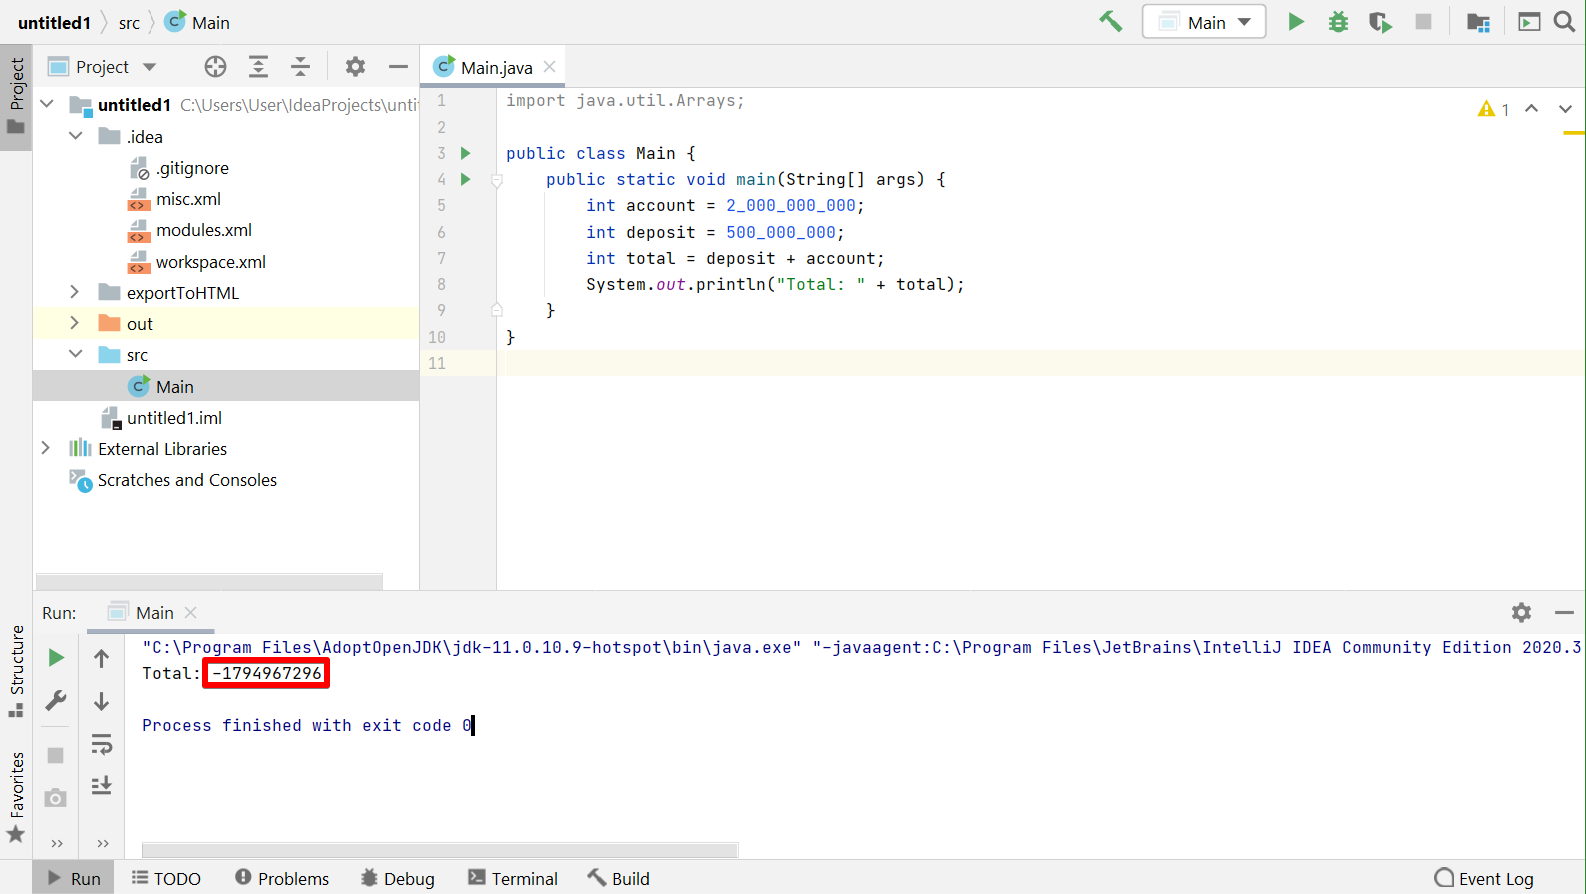 untitled1 src Main
Main
Project
Main.java
Project
untitled1 C:\Users\User\IdeaProjects\unti
.idea
.gitignore
misc.xml
modules.xml
workspace.xml
exportToHTML
out
src
Main
untitled1.iml
External Libraries
Scratches and Consoles
1 import java.util.Arrays;
2
3 public class Main {
4 public static void main(String[] args) {
5 int account = 2_000_000_000;
6 int deposit = 500_000_000;
7 int total = deposit + account;
8 System.out.println("Total: " + total);
9 }
10 }
11
1
Run: Main
"C:\Program Files\AdoptOpenJDK\jdk-11.0.10.9-hotspot\bin\java.exe" "-javaagent:C:\Program Files\JetBrains\IntelliJ IDEA Community Edition 2020.3
Total: -1794967296
Process finished with exit code 0
Structure
Favorites
Run TODO Problems Debug Terminal Build Event Log